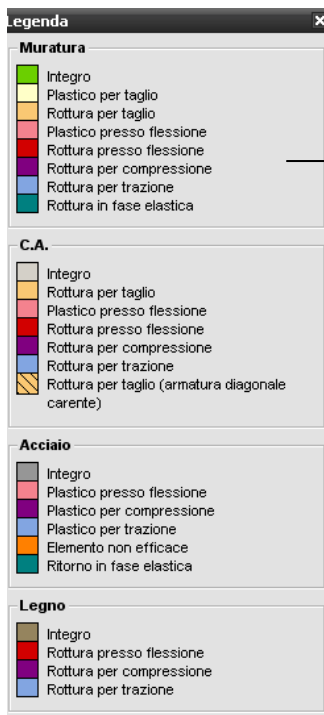 Legenda
Muratura
Integro
Plastico per taglio
Rottura per taglio
Plastico presso flessione
Rottura presso flessione
Rottura per compressione
Rottura per trazione
Rottura in fase elastica
C.A.
Integro
Rottura per taglio
Plastico presso flessione
Rottura presso flessione
Rottura per compressione
Rottura per trazione
Rottura per taglio (armatura diagonale
carente)
Acciaio
Integro
Plastico presso flessione
Plastico per compressione
Plastico per trazione
Elemento non efficace
Ritorno in fase elastica
Legno
Integro
Rottura presso flessione
Rottura per compressione
Rottura per trazione